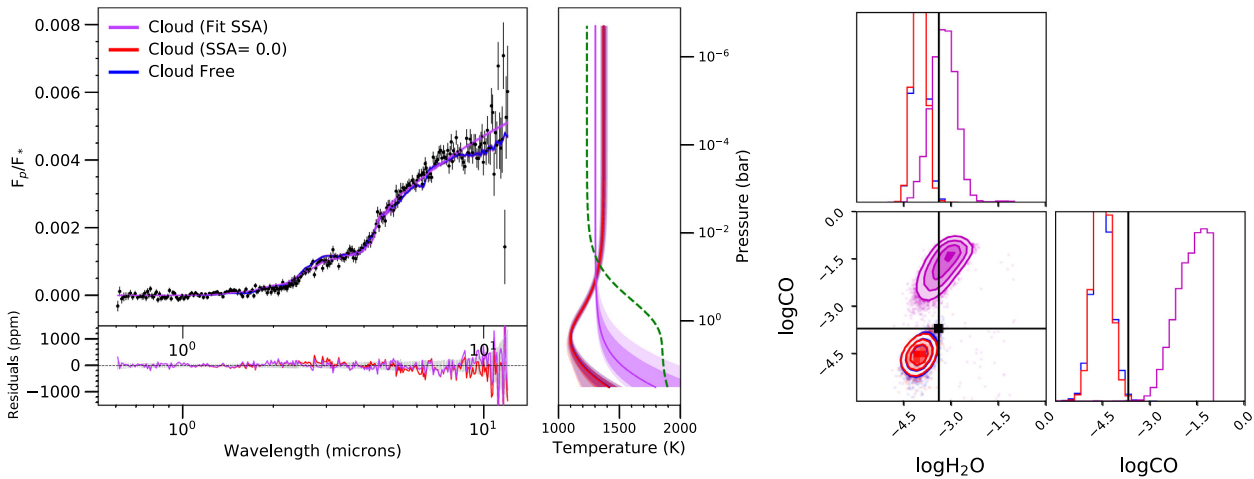 Cloud (Fit SSA)
Cloud (SSA= 0.0)
Cloud Free
0.008
0.006
0.004
0.002
0.000
F_p/F_*
10^0
10^1
1000
0
−1000
Residuals (ppm)
10^0
10^1
Wavelength (microns)
10^−6
10^−4
10^−2
10^0
Pressure (bar)
1000
1500
2000
Temperature (K)
0.0
−1.5
−3.0
−4.5
logCO
−4.5
−3.0
−1.5
0.0
logH₂O
−4.5
−3.0
−1.5
0.0
logCO